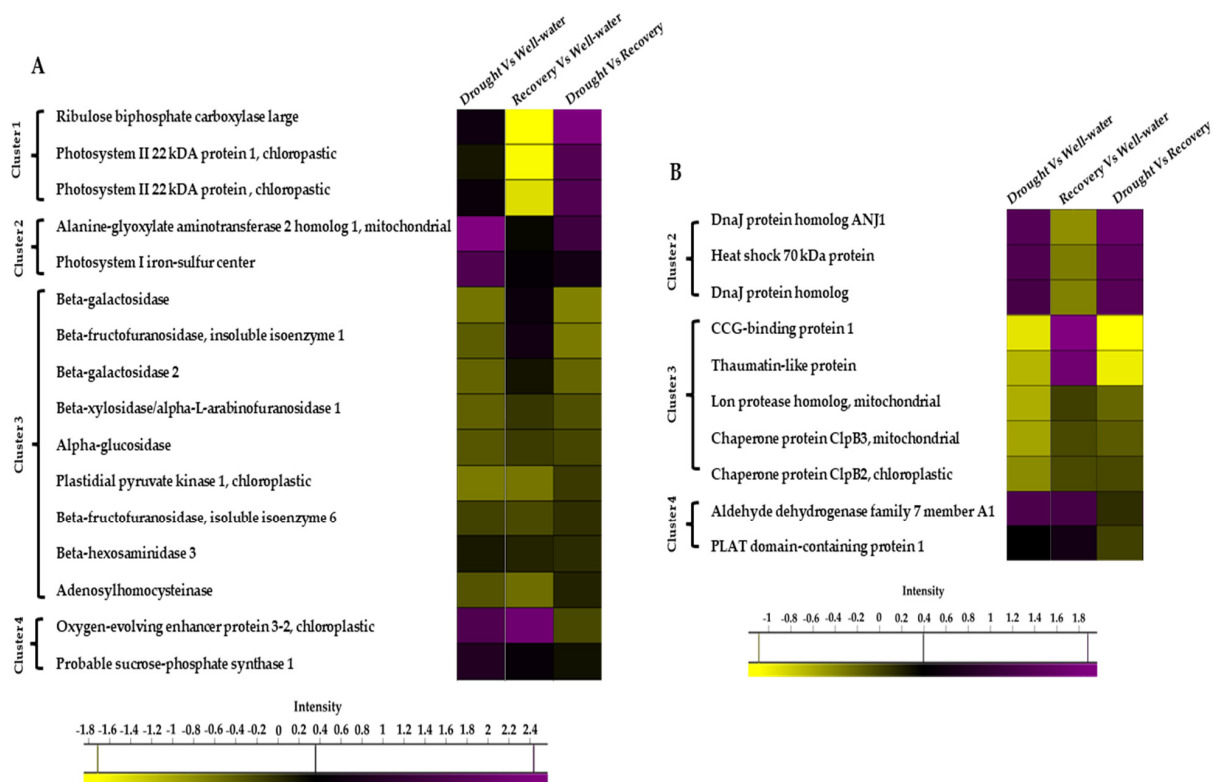 A
Drought Vs Well-water
Recovery Vs Well-water
Drought Vs Recovery
Cluster 1
Ribulose biphosphate carboxylase large
Photosystem II 22 kDA protein 1, chloropastic
Photosystem II 22 kDA protein , chloropastic
Cluster 2
Alanine-glyoxylate aminotransferase 2 homolog 1, mitochondrial
Photosystem I iron-sulfur center
Cluster 3
Beta-galactosidase
Beta-fructofuranosidase, insoluble isoenzyme 1
Beta-galactosidase 2
Beta-xylosidase/alpha-L-arabinofuranosidase 1
Alpha-glucosidase
Plastidial pyruvate kinase 1, chloroplastic
Beta-fructofuranosidase, isoluble isoenzyme 6
Beta-hexosaminidase 3
Adenosylhomocysteinase
Cluster 4
Oxygen-evolving enhancer protein 3-2, chloroplastic
Probable sucrose-phosphate synthase 1
Intensity
-1.8 -1.6 -1.4 -1.2 -1 -0.8 -0.6 -0.4 -0.2 0 0.2 0.4 0.6 0.8 1 1.2 1.4 1.6 1.8 2 2.2 2.4
B
Drought Vs Well-water
Recovery Vs Well-water
Drought Vs Recovery
Cluster 2
DnaJ protein homolog ANJ1
Heat shock 70 kDa protein
DnaJ protein homolog
Cluster 3
CCG-binding protein 1
Thaumatin-like protein
Lon protease homolog, mitochondrial
Chaperone protein ClpB3, mitochondrial
Chaperone protein ClpB2, chloroplastic
Cluster 4
Aldehyde dehydrogenase family 7 member A1
PLAT domain-containing protein 1
Intensity
-1 -0.8 -0.6 -0.4 -0.2 0 0.2 0.4 0.6 0.8 1 1.2 1.4 1.6 1.8